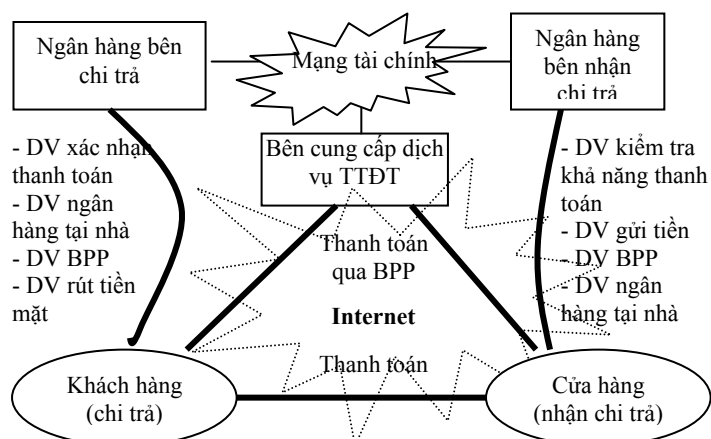 Ngân hàng bên
chi trả
Mạng tài chính
Ngân hàng
bên nhận
chi trả
Bên cung cấp dịch
vụ TTĐT
- DV xác nhận
thanh toán
- DV ngân
hàng tại nhà
- DV BPP
- DV rút tiền
mặt
- DV kiểm tra
khả năng thanh
toán
- DV gửi tiền
- DV BPP
- DV ngân
hàng tại nhà
Thanh toán
qua BPP
Internet
Thanh toán
Khách hàng
(chi trả)
Cửa hàng
(nhận chi trả)